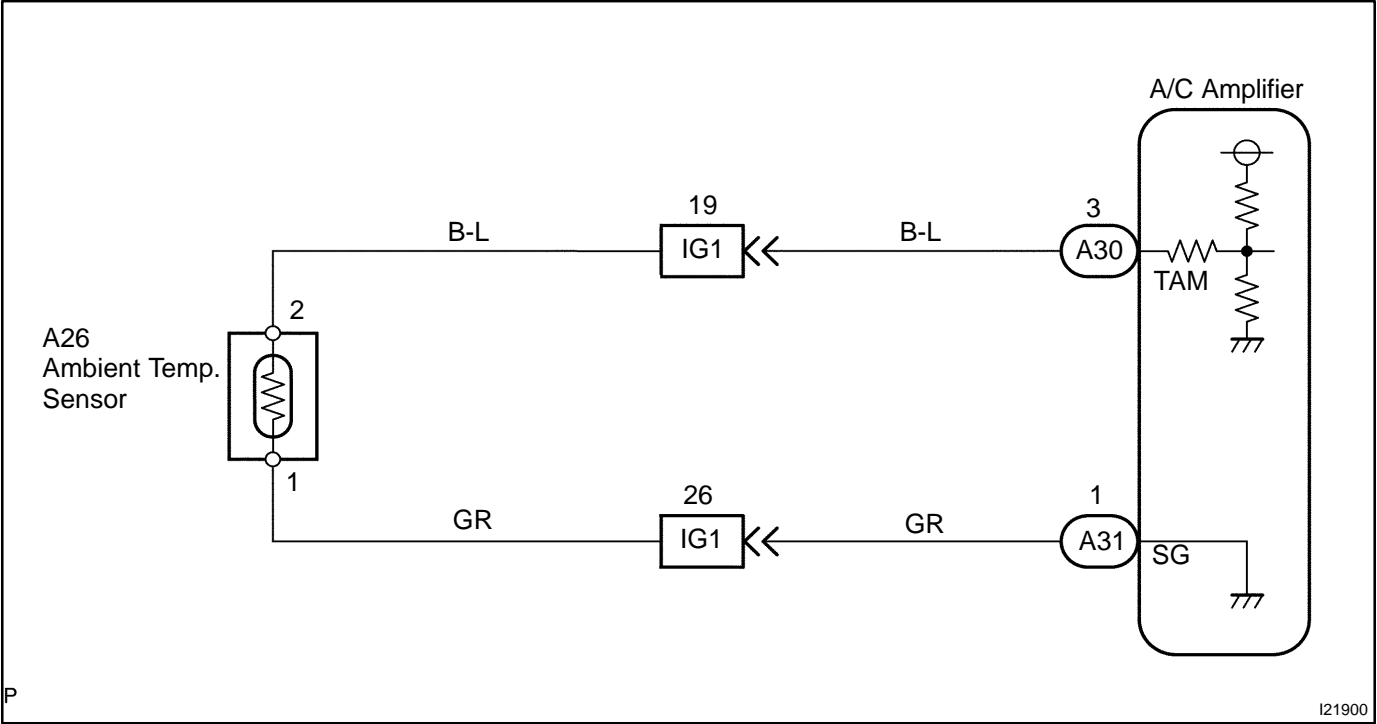 A/C Amplifier
19
3
B-L
IG1
B-L
A30
TAM
2
A26
Ambient Temp.
Sensor
1
26
1
GR
IG1
GR
A31
SG
P
I21900